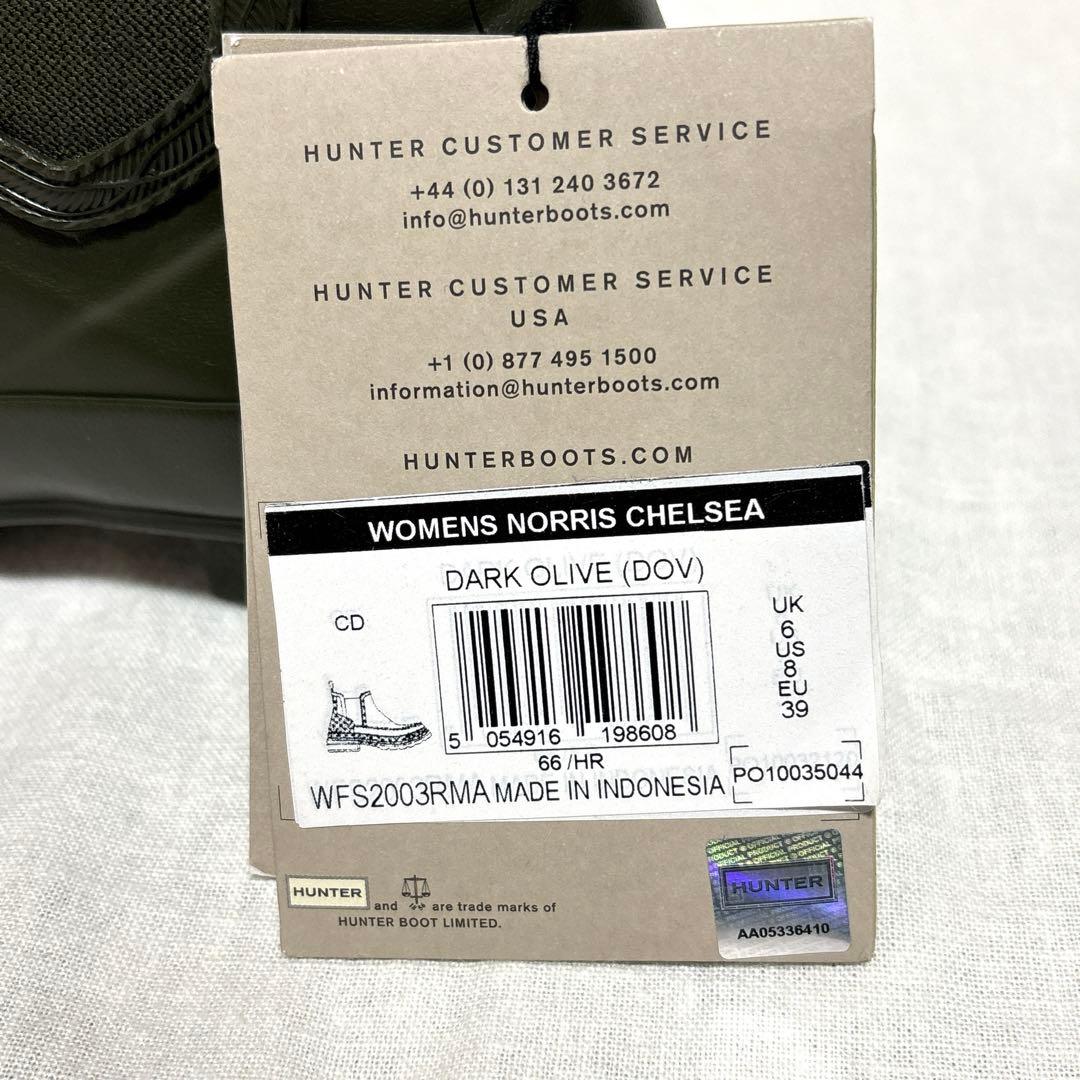 HUNTER CUSTOMER SERVICE
+44 (0) 131 240 3672
info@hunterboots.com
HUNTER CUSTOMER SERVICE
USA
+1 (0) 877 495 1500
information@hunterboots.com
HUNTERBOOTS.COM
WOMENS NORRIS CHELSEA
DARK OLIVE (DOV)
CD
UK
6
US
8
EU
39
5 054916 198608
66 /HR
WFS2003RMA MADE IN INDONESIA
PO10035044
HUNTER and are trade marks of
HUNTER BOOT LIMITED.
OFFICIAL PRODUCT
HUNTER
AA05336410